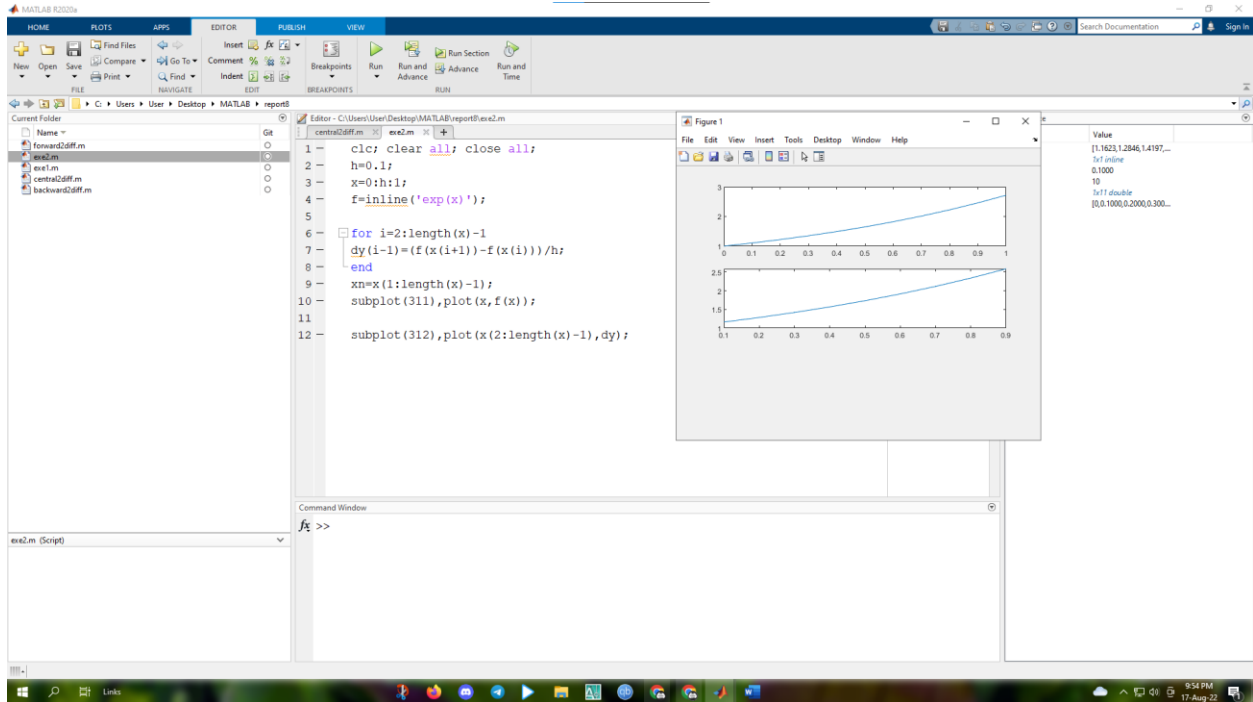 MATLAB R2020a
HOME PLOTS APPS EDITOR PUBLISH VIEW
Search Documentation Sign In
New Open Save Find Files Compare Print
Go To Find
Insert fx
Comment %
Indent
Breakpoints Run Run and Advance Run Section Advance Run and Time
FILE NAVIGATE EDIT BREAKPOINTS RUN
C: Users User Desktop MATLAB report8
Current Folder
Name Git
forward2diff.m
exe2.m
exe1.m
central2diff.m
backward2diff.m
exe2.m (Script)
Editor - C:\Users\User\Desktop\MATLAB\report8\exe2.m
central2diff.m exe2.m +
1 clc; clear all; close all;
2 h=0.1;
3 x=0:h:1;
4 f=inline('exp(x)');
5
6 for i=2:length(x)-1
7 dy(i-1)=(f(x(i+1))-f(x(i)))/h;
8 end
9 xn=x(1:length(x)-1);
10 subplot(311),plot(x,f(x));
11
12 subplot(312),plot(x(2:length(x)-1),dy);
Command Window
fx >>
Figure 1
File Edit View Insert Tools Desktop Window Help
3
2
1
0 0.1 0.2 0.3 0.4 0.5 0.6 0.7 0.8 0.9 1
2.5
2
1.5
1
0.1 0.2 0.3 0.4 0.5 0.6 0.7 0.8 0.9
Value
[1.1623,1.2846,1.4197,...
1x1 inline
0.1000
10
1x11 double
[0,0.1000,0.2000,0.300...
Links
9:54 PM
17-Aug-22